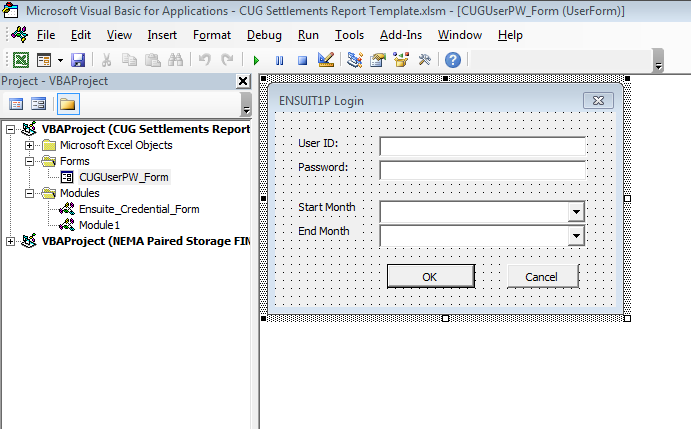 Microsoft Visual Basic for Applications - CUG Settlements Report Template.xlsm - [CUGUserPW_Form (UserForm)]
File Edit View Insert Format Debug Run Tools Add-Ins Window Help
Project - VBAProject
VBAProject (CUG Settlements Report
Microsoft Excel Objects
Forms
CUGUserPW_Form
Modules
Ensuite_Credential_Form
Module1
VBAProject (NEMA Paired Storage FIN
ENSUIT1P Login
User ID:
Password:
Start Month
End Month
OK Cancel